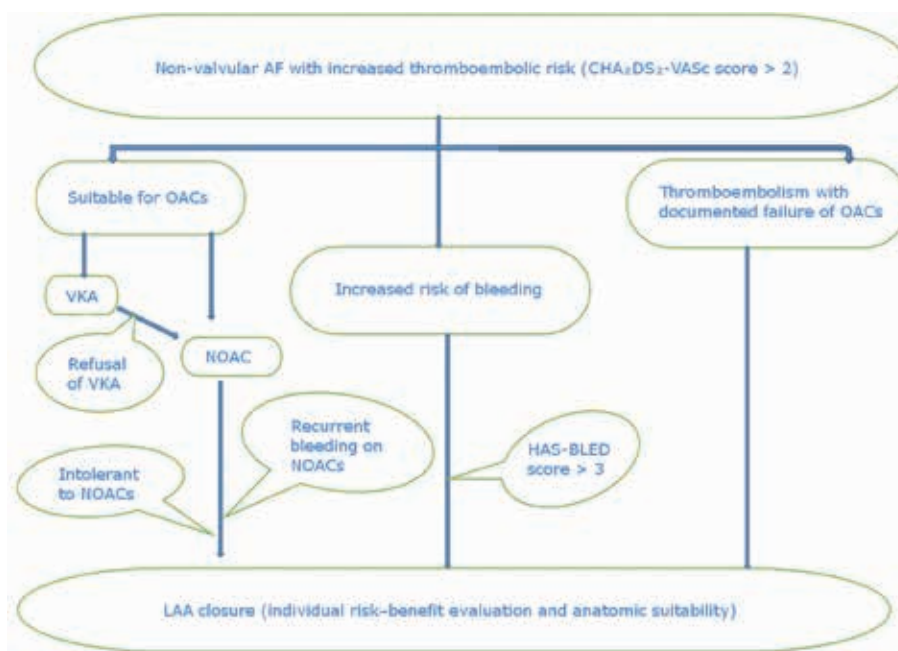 Non-valvular AF with increased thromboembolic risk (CHA₂DS₂-VASc score > 2)
Suitable for OACs
Thromboembolism with
documented failure of OACs
Increased risk of bleeding
VKA
Refusal
of VKA
NOAC
Recurrent
bleeding on
NOACs
HAS-BLED
score > 3
Intolerant
to NOACs
LAA closure (individual risk–benefit evaluation and anatomic suitability)